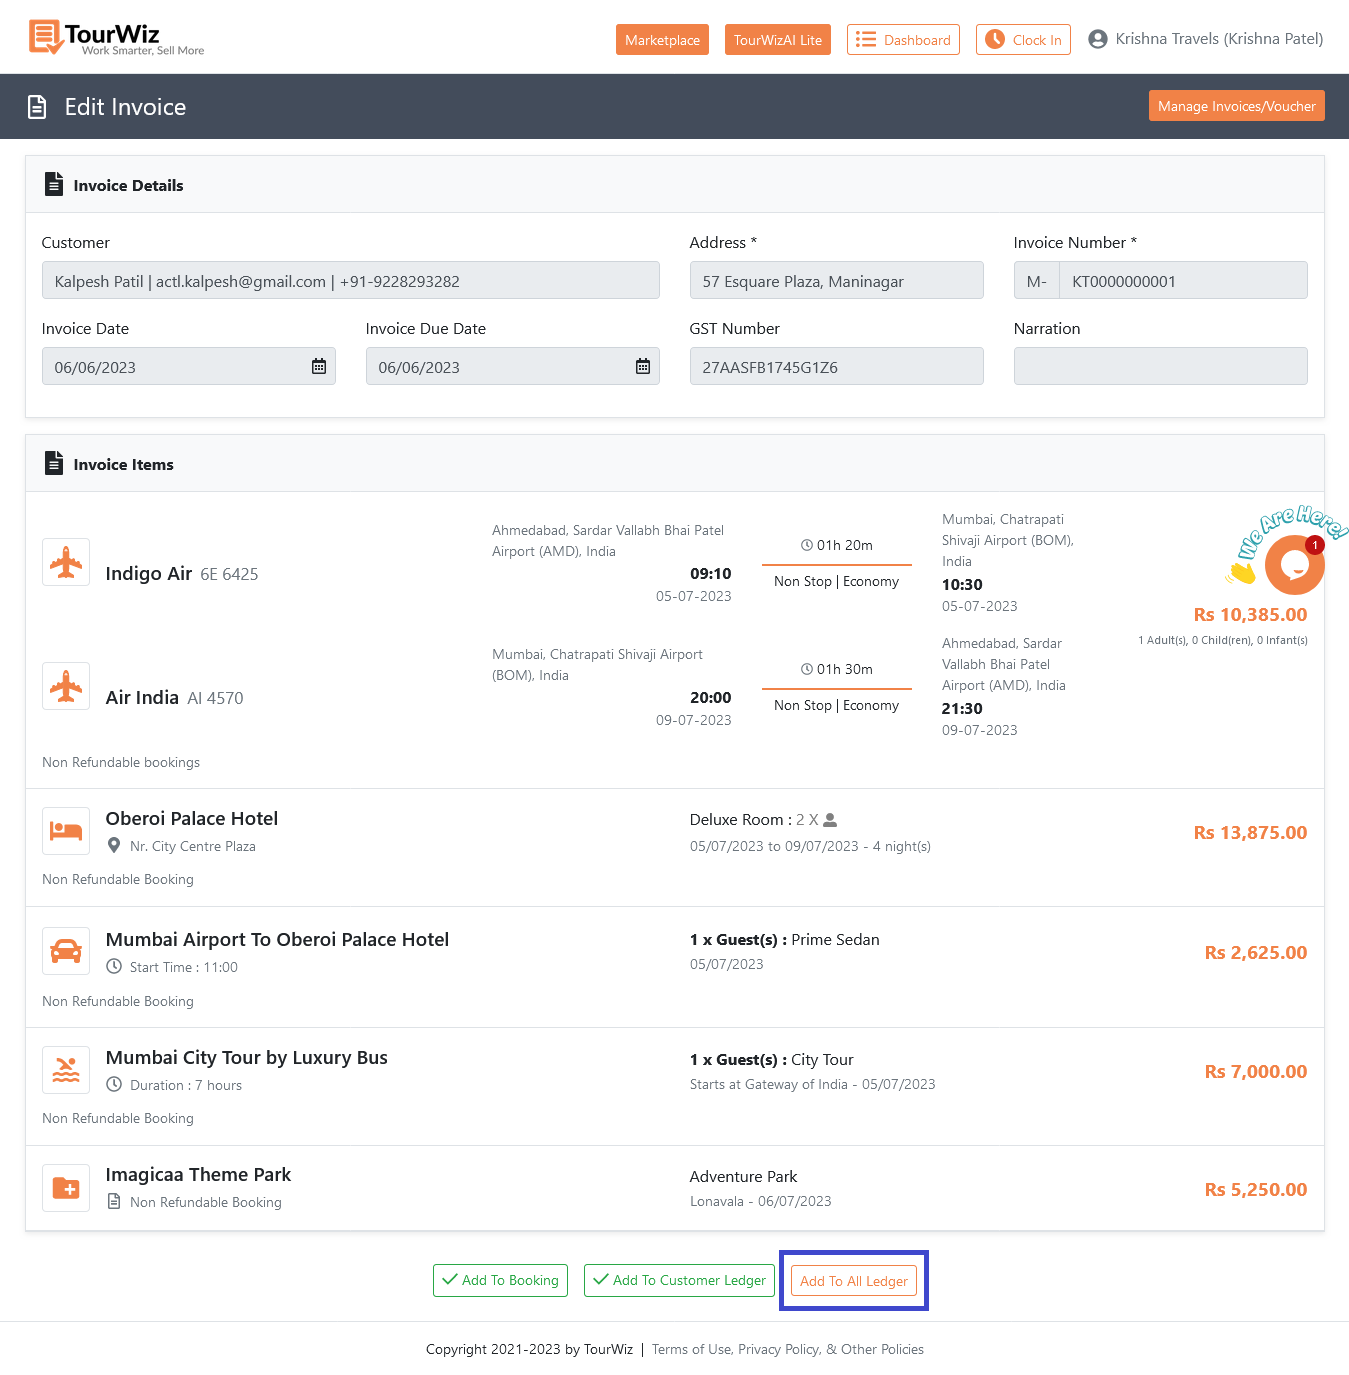 TourWiz
Work Smarter, Sell More
Marketplace
TourWizAI Lite
Dashboard
Clock In
Krishna Travels (Krishna Patel)
Edit Invoice
Manage Invoices/Voucher
Invoice Details
Customer
Kalpesh Patil | actl.kalpesh@gmail.com | +91-9228293282
Address *
57 Esquare Plaza, Maninagar
Invoice Number *
M- KT0000000001
Invoice Date
06/06/2023
Invoice Due Date
06/06/2023
GST Number
27AASFB1745G1Z6
Narration
Invoice Items
We Are Here!
1
Indigo Air 6E 6425
Ahmedabad, Sardar Vallabh Bhai Patel
Airport (AMD), India
09:10
05-07-2023
01h 20m
Non Stop | Economy
Mumbai, Chatrapati
Shivaji Airport (BOM),
India
10:30
05-07-2023
Rs 10,385.00
1 Adult(s), 0 Child(ren), 0 Infant(s)
Air India AI 4570
Mumbai, Chatrapati Shivaji Airport
(BOM), India
20:00
09-07-2023
01h 30m
Non Stop | Economy
Ahmedabad, Sardar
Vallabh Bhai Patel
Airport (AMD), India
21:30
09-07-2023
Non Refundable bookings
Oberoi Palace Hotel
Nr. City Centre Plaza
Deluxe Room : 2 X
05/07/2023 to 09/07/2023 - 4 night(s)
Rs 13,875.00
Non Refundable Booking
Mumbai Airport To Oberoi Palace Hotel
Start Time : 11:00
1 x Guest(s) : Prime Sedan
05/07/2023
Rs 2,625.00
Non Refundable Booking
Mumbai City Tour by Luxury Bus
Duration : 7 hours
1 x Guest(s) : City Tour
Starts at Gateway of India - 05/07/2023
Rs 7,000.00
Non Refundable Booking
Imagicaa Theme Park
Non Refundable Booking
Adventure Park
Lonavala - 06/07/2023
Rs 5,250.00
Add To Booking
Add To Customer Ledger
Add To All Ledger
Copyright 2021-2023 by TourWiz | Terms of Use, Privacy Policy, & Other Policies